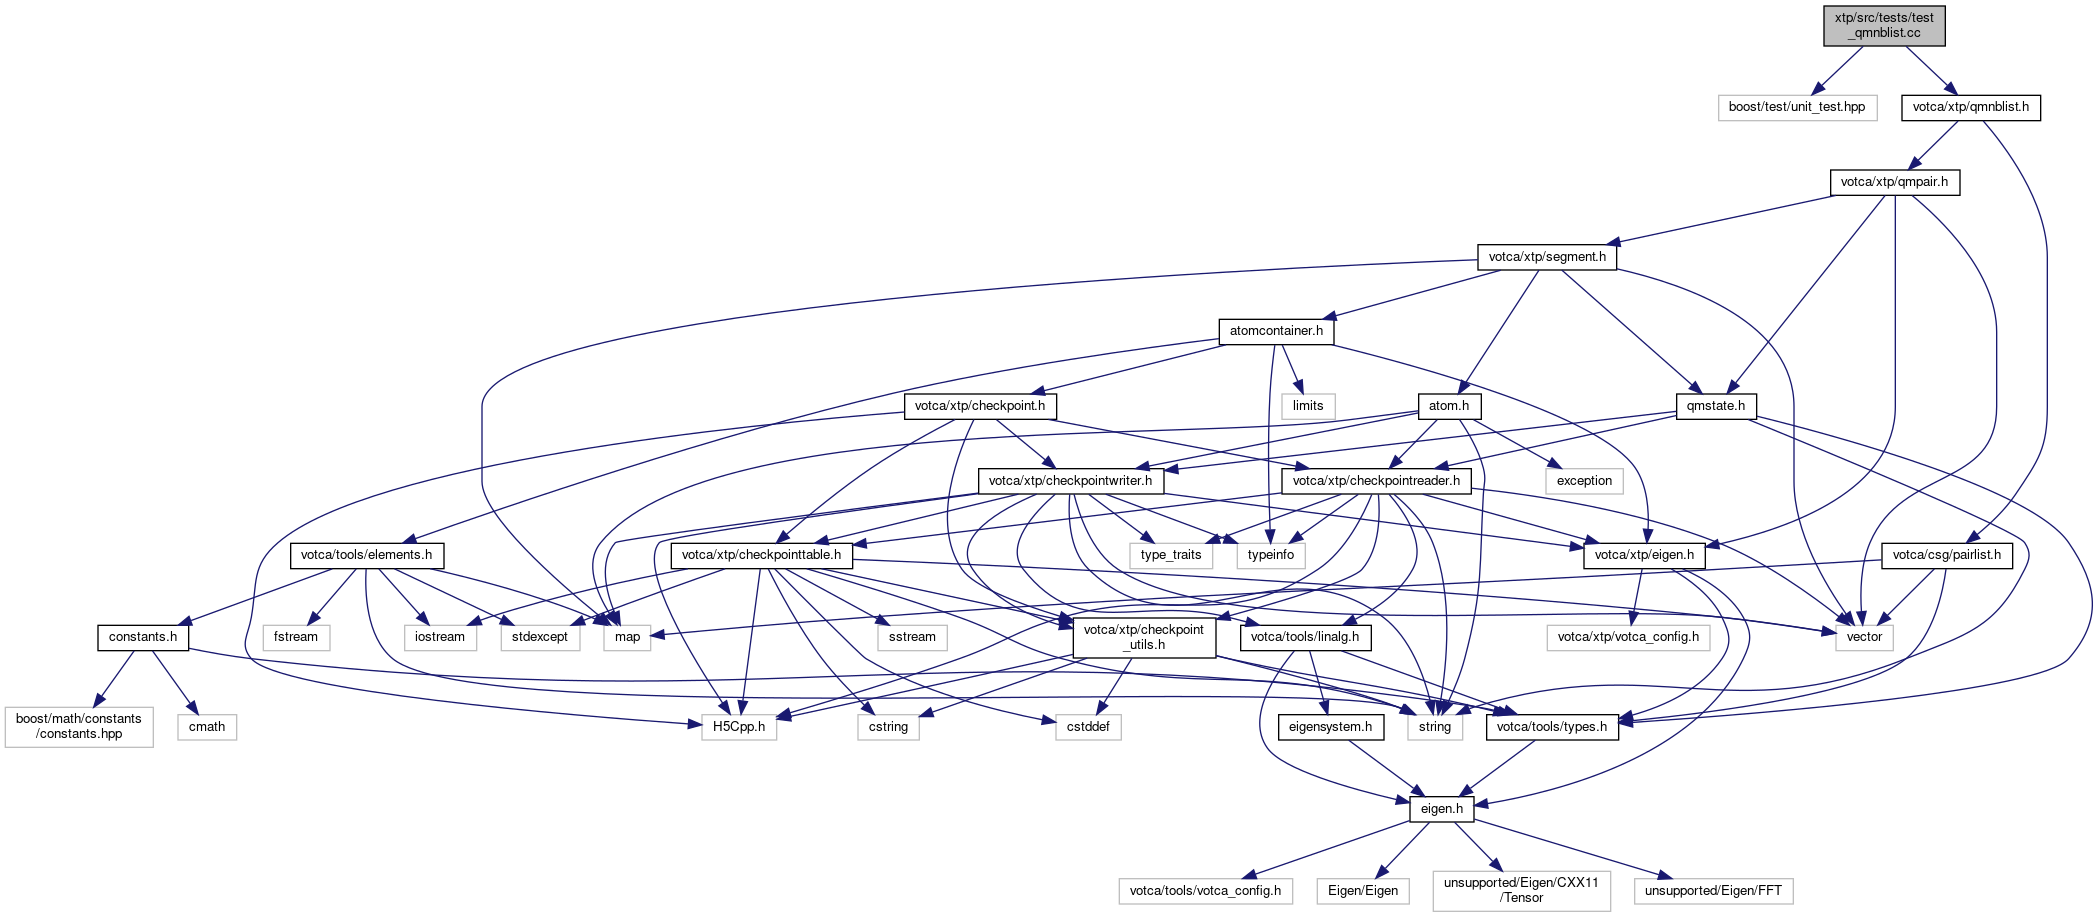 xtp/src/tests/test
_qmnblist.cc
boost/test/unit_test.hpp
votca/xtp/qmnblist.h
votca/xtp/qmpair.h
votca/xtp/segment.h
atomcontainer.h
votca/xtp/checkpoint.h
limits
atom.h
qmstate.h
votca/xtp/checkpointwriter.h
votca/xtp/checkpointreader.h
exception
votca/tools/elements.h
votca/xtp/checkpointtable.h
type_traits
typeinfo
votca/xtp/eigen.h
votca/csg/pairlist.h
constants.h
fstream
iostream
stdexcept
map
sstream
votca/xtp/checkpoint
_utils.h
votca/tools/linalg.h
votca/xtp/votca_config.h
vector
boost/math/constants
/constants.hpp
cmath
H5Cpp.h
cstring
cstddef
eigensystem.h
string
votca/tools/types.h
eigen.h
votca/tools/votca_config.h
Eigen/Eigen
unsupported/Eigen/CXX11
/Tensor
unsupported/Eigen/FFT